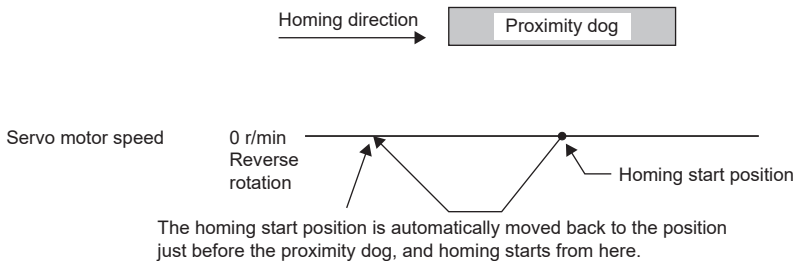 Homing direction
Proximity dog
Servo motor speed
0 r/min
Reverse
rotation
Homing start position
The homing start position is automatically moved back to the position
just before the proximity dog, and homing starts from here.